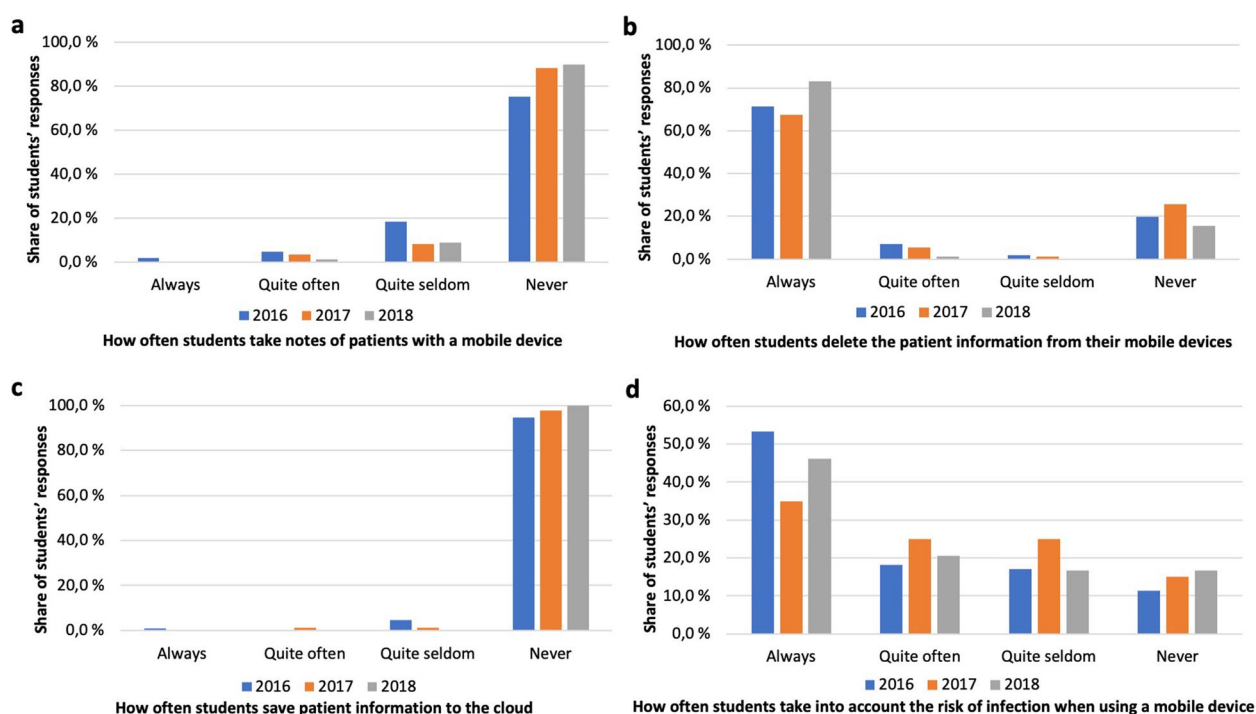 a
100,0 %
80,0 %
60,0 %
40,0 %
20,0 %
0,0 %
Share of students' responses
Always Quite often Quite seldom Never
2016 2017 2018
How often students take notes of patients with a mobile device
b
100,0 %
80,0 %
60,0 %
40,0 %
20,0 %
0,0 %
Share of students' responses
Always Quite often Quite seldom Never
2016 2017 2018
How often students delete the patient information from their mobile devices
c
100,0 %
80,0 %
60,0 %
40,0 %
20,0 %
0,0 %
Share of students' responses
Always Quite often Quite seldom Never
2016 2017 2018
How often students save patient information to the cloud
d
60,0 %
50,0 %
40,0 %
30,0 %
20,0 %
10,0 %
0,0 %
Share of students' responses
Always Quite often Quite seldom Never
2016 2017 2018
How often students take into account the risk of infection when using a mobile device